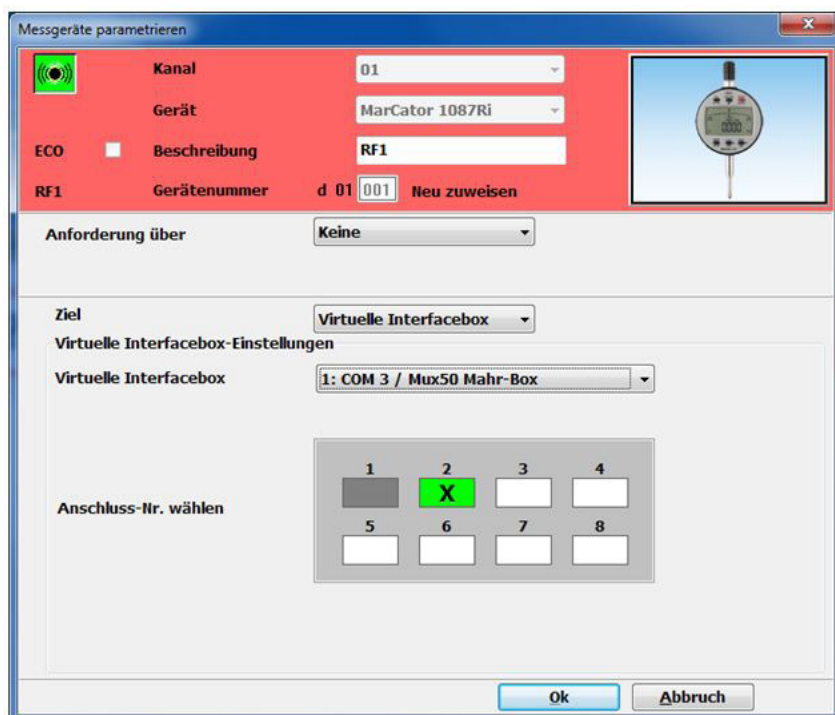 Messgeräte parametrieren
Kanal 01
Gerät MarCator 1087Ri
ECO Beschreibung RF1
RF1 Gerätenummer d 01 001 Neu zuweisen
Anforderung über Keine
Ziel Virtuelle Interfacebox
Virtuelle Interfacebox-Einstellungen
Virtuelle Interfacebox 1: COM 3 / Mux50 Mahr-Box
1 2 3 4
X
Anschluss-Nr. wählen
5 6 7 8
Ok Abbruch